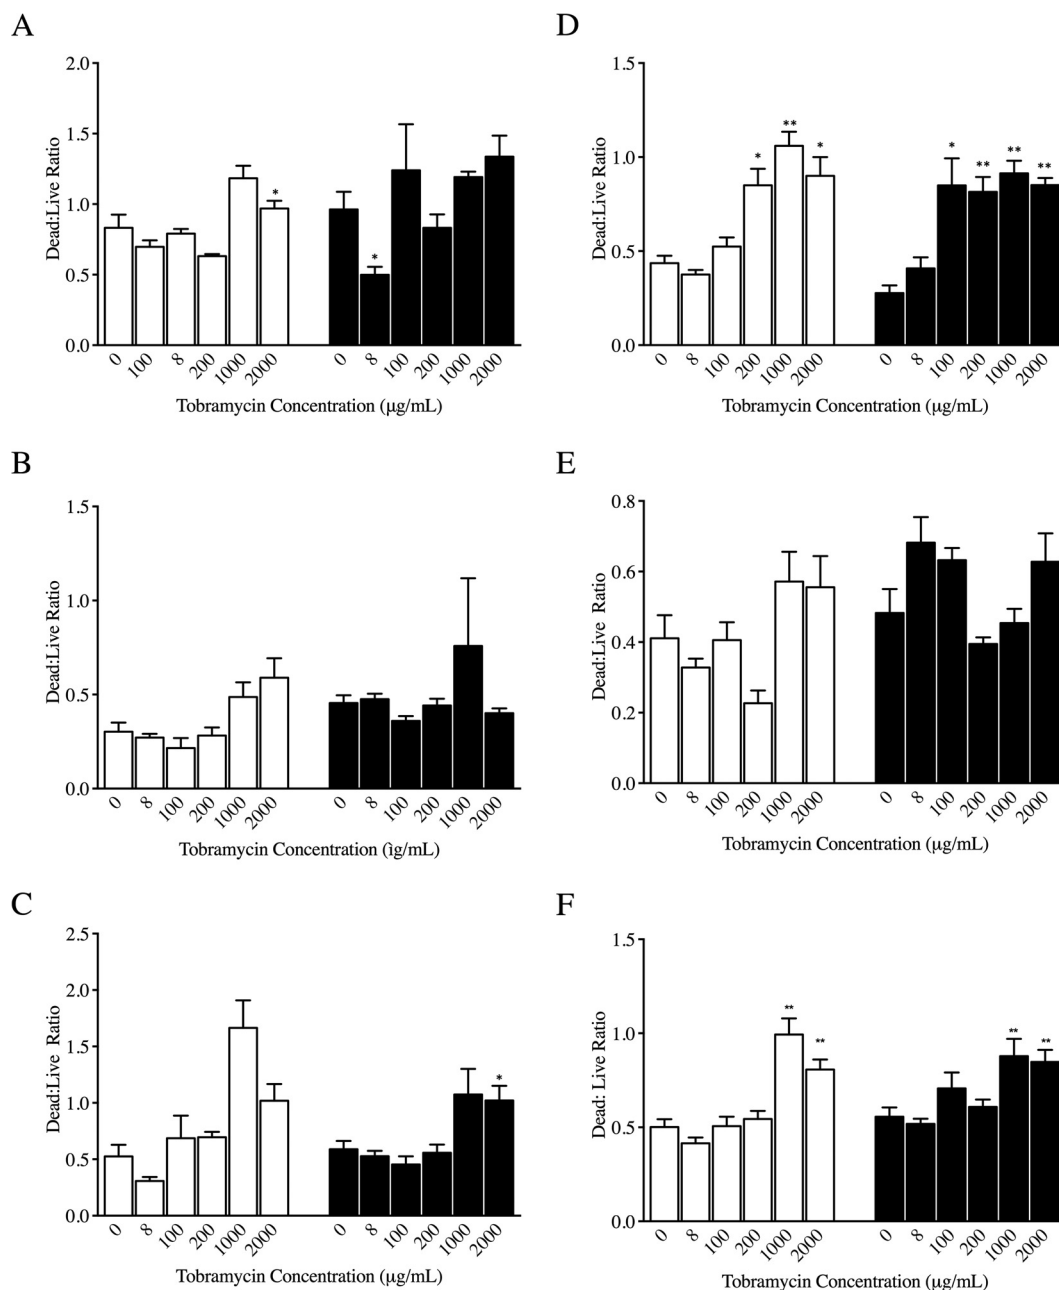 A
2.0
1.5
1.0
0.5
0.0
Dead:Live Ratio
*
*
0 100 8 200 1000 2000 0 8 100 200 1000 2000
Tobramycin Concentration (μg/mL)
B
1.5
1.0
0.5
0.0
Dead:Live Ratio
0 8 100 200 1000 2000 0 8 100 200 1000 2000
Tobramycin Concentration (ìg/mL)
C
2.5
2.0
1.5
1.0
0.5
0.0
Dead:Live Ratio
*
0 8 100 200 1000 2000 0 8 100 200 1000 2000
Tobramycin Concentration (μg/mL)
D
1.5
1.0
0.5
0.0
Dead:Live Ratio
* ** * * ** ** **
0 8 100 200 1000 2000 0 8 100 200 1000 2000
Tobramycin Concentration (μg/mL)
E
0.8
0.6
0.4
0.2
0.0
Dead:Live Ratio
0 8 100 200 1000 2000 0 8 100 200 1000 2000
Tobramycin Concentration (μg/mL)
F
1.5
1.0
0.5
0.0
Dead: Live Ratio
** ** ** **
0 8 100 200 1000 2000 0 8 100 200 1000 2000
Tobramycin Concentration (μg/mL)